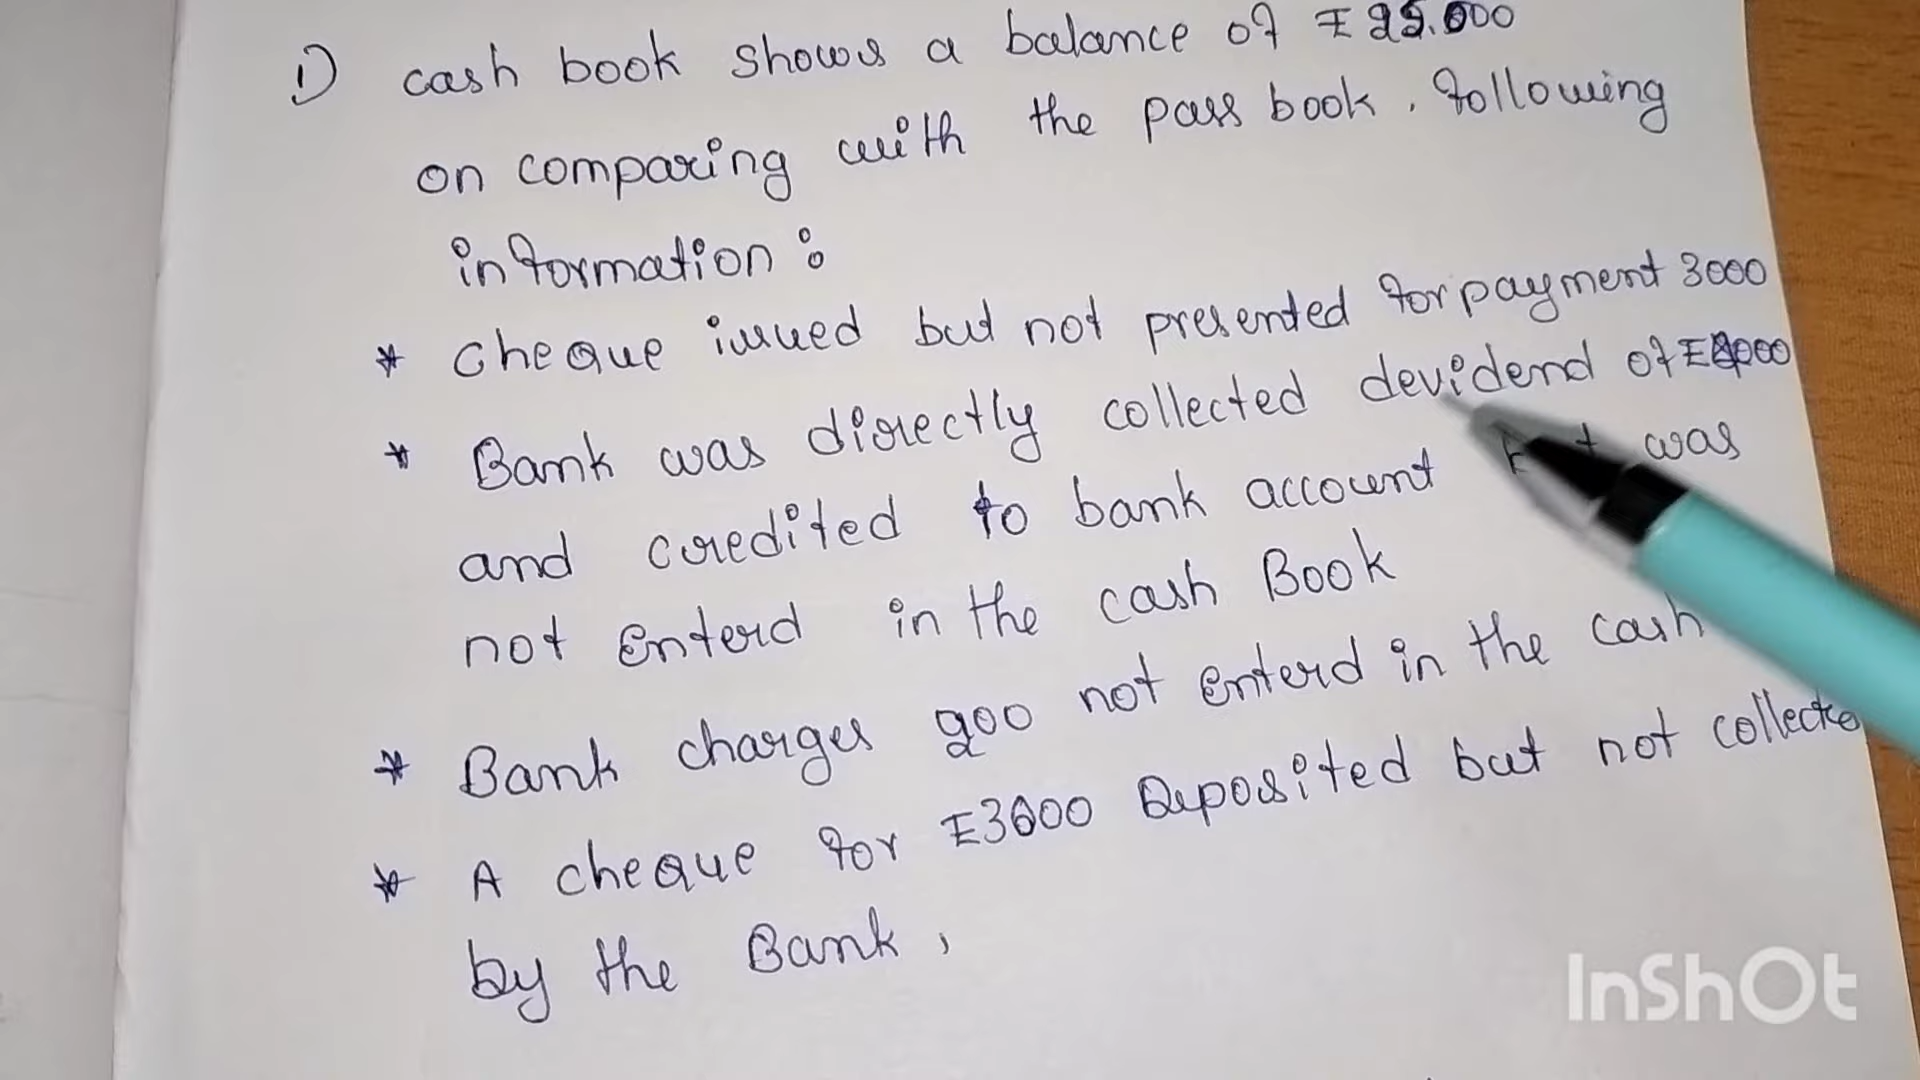 1) cash book shows a balance of ₹ 25.000
on comparing with the pass book. following
information :
* cheque issued but not presented for payment 3000
* Bank was directly collected devidend of
and credited to bank account was
not Enterd in the cash Book
* Bank charges 900 not Enterd in the cash
* A cheque for ₹3600 Deposited but not collecte
by the Bank,
InShOt